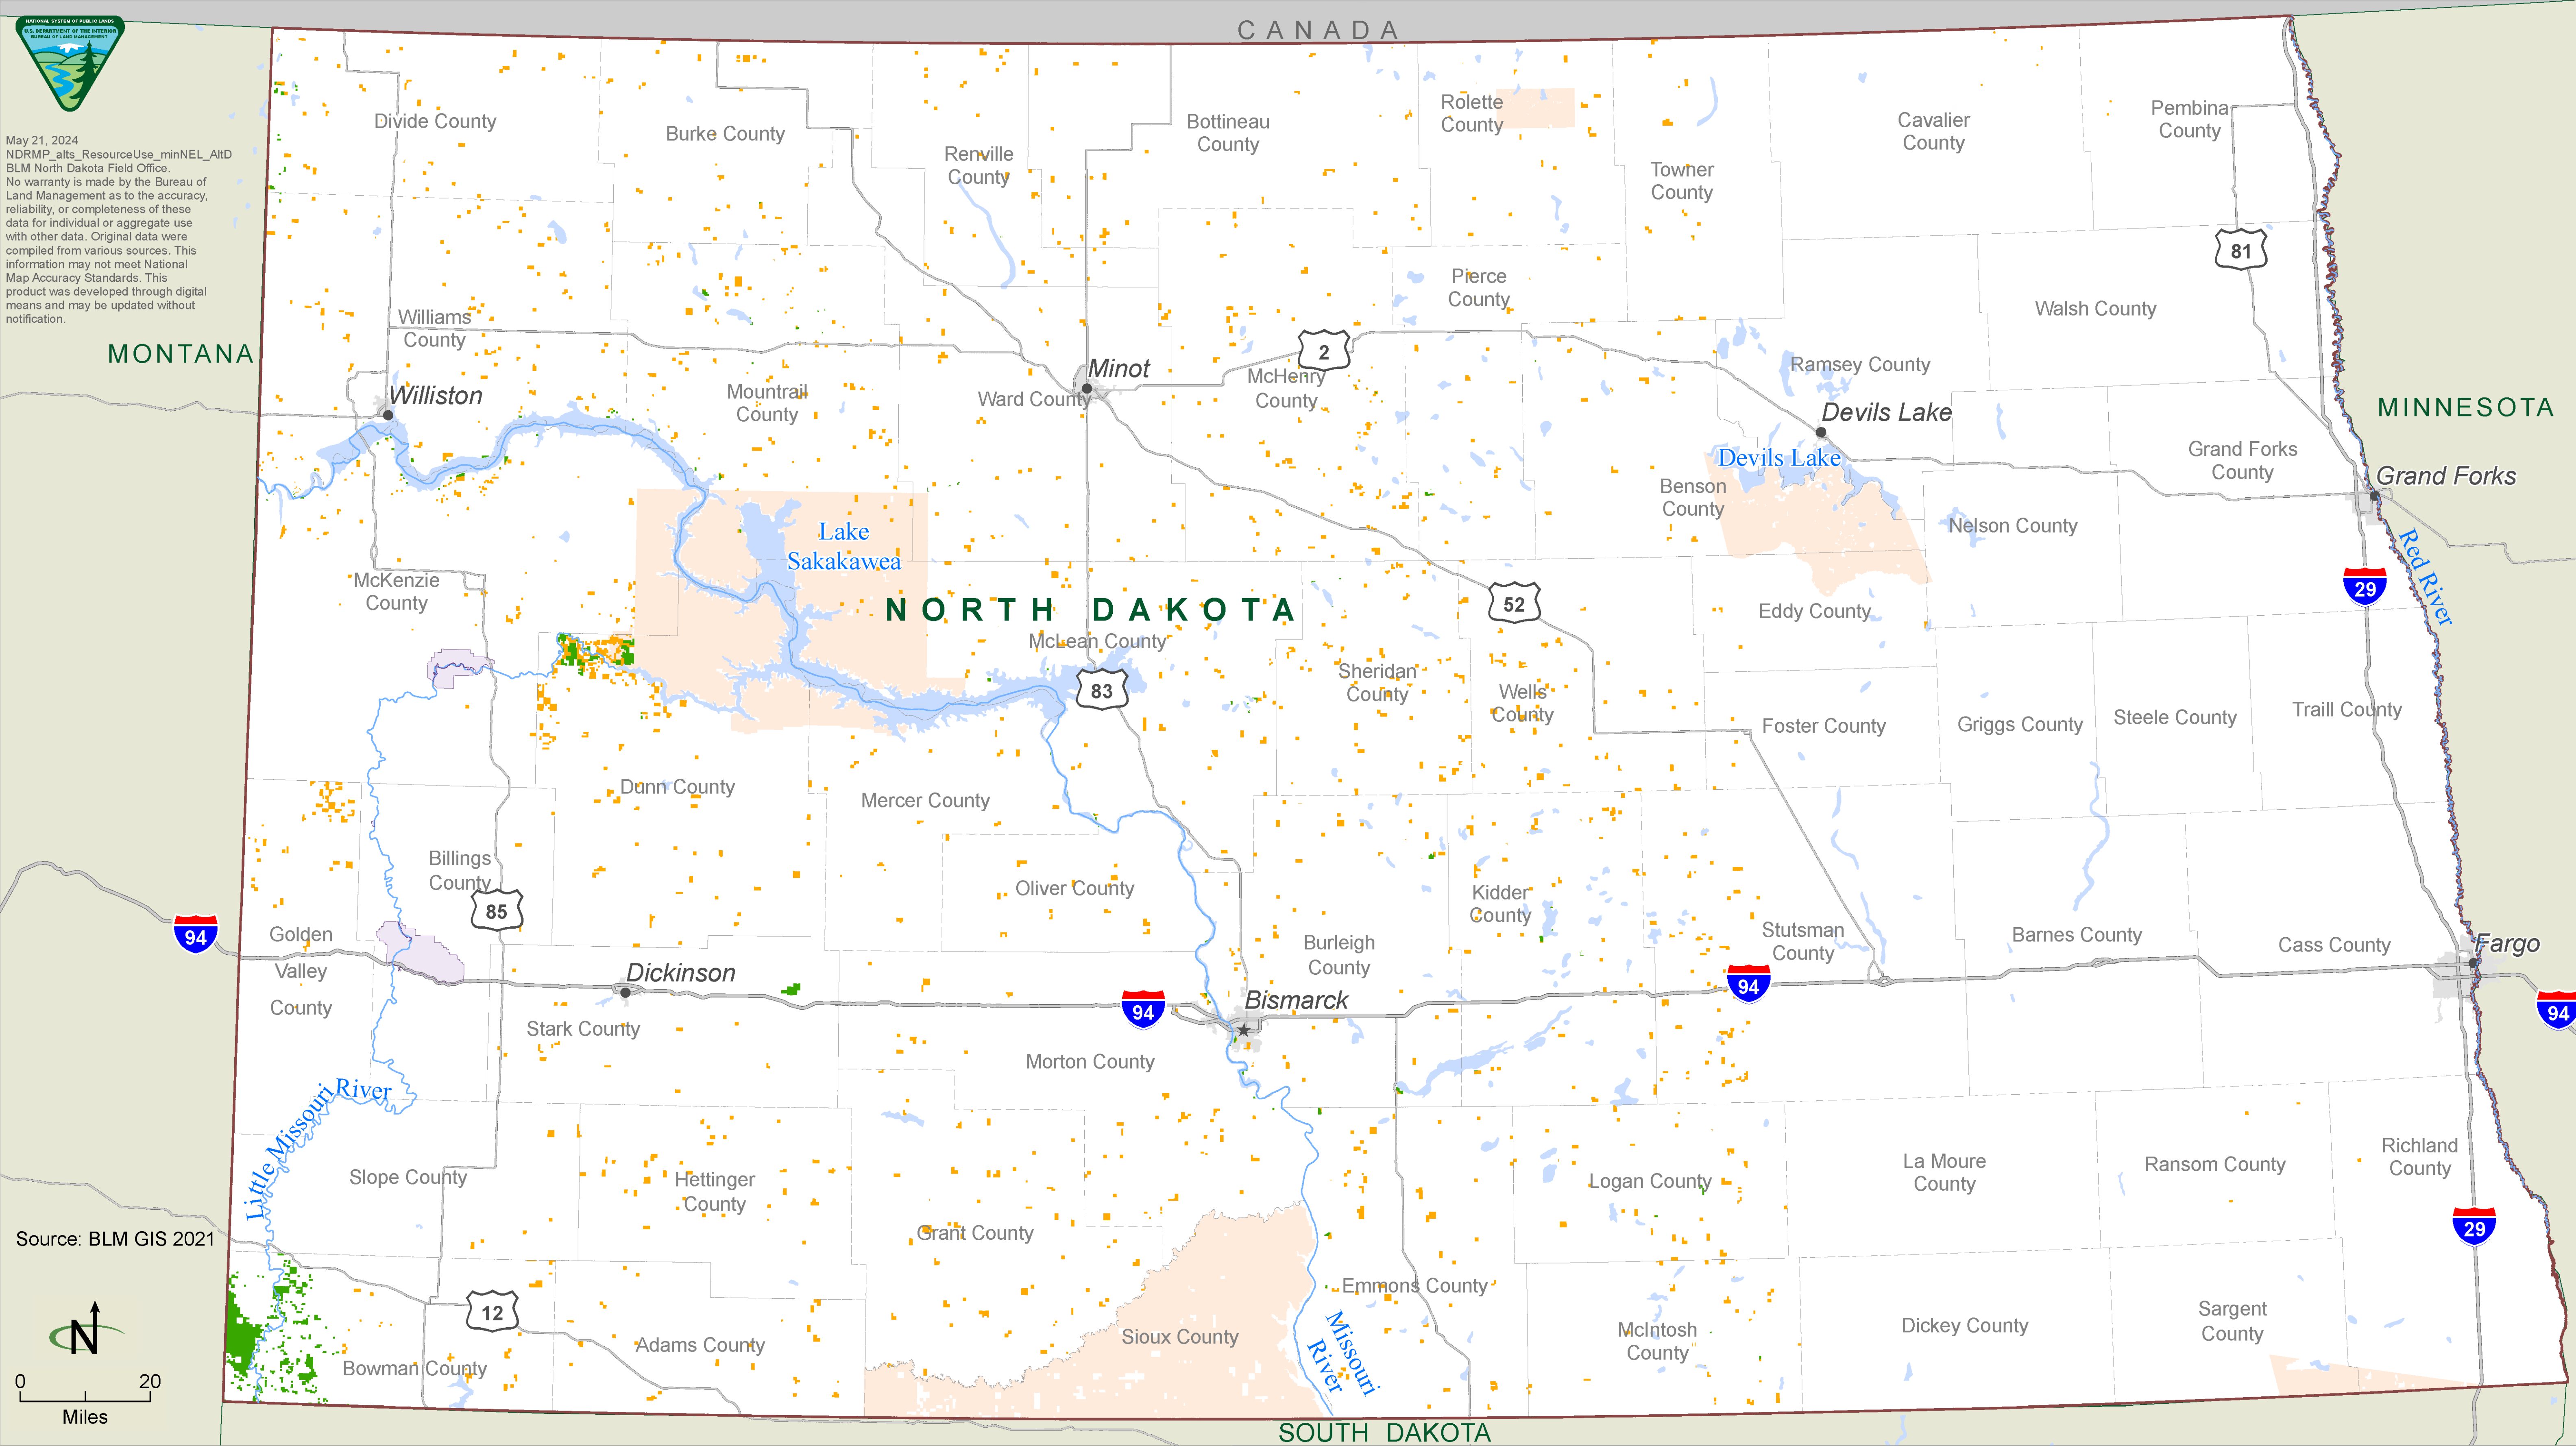 CANADA
NATIONAL SYSTEM OF PUBLIC LANDS
U.S. DEPARTMENT OF THE INTERIOR
BUREAU OF LAND MANAGEMENT
May 21, 2024
NDRMP_alts_ResourceUse_minNEL_AltD
BLM North Dakota Field Office.
No warranty is made by the Bureau of
Land Management as to the accuracy,
reliability, or completeness of these
data for individual or aggregate use
with other data. Original data were
compiled from various sources. This
information may not meet National
Map Accuracy Standards. This
product was developed through digital
means and may be updated without
notification.
Divide County
Burke County
Renville
County
Bottineau
County
Rolette
County
Towner
County
Cavalier
County
Pembina
County
81
Pierce
County
Walsh County
Williams
County
MONTANA
2
Minot
Ramsey County
Williston
Mountrail
County
Ward County
McHenry
County
Devils Lake
MINNESOTA
Devils Lake
Grand Forks
County
Grand Forks
Benson
County
Nelson County
Lake
Sakakawea
Red River
McKenzie
County
NORTH DAKOTA
52
29
Eddy County
McLean County
83
Sheridan
County
Wells
County
Foster County
Griggs County
Steele County
Traill County
Dunn County
Mercer County
Billings
County
85
Oliver County
Kidder
County
94
Golden
Valley
County
Burleigh
County
Stutsman
County
Barnes County
Cass County
Fargo
Dickinson
94
Bismarck
94
94
Stark County
Morton County
Little Missouri River
Slope County
Hettinger
County
Logan County
La Moure
County
Ransom County
Richland
County
Source: BLM GIS 2021
Grant County
29
Emmons County
N
12
Sioux County
Missouri
River
McIntosh
County
Dickey County
Sargent
County
Adams County
Bowman County
0 20
Miles
SOUTH DAKOTA